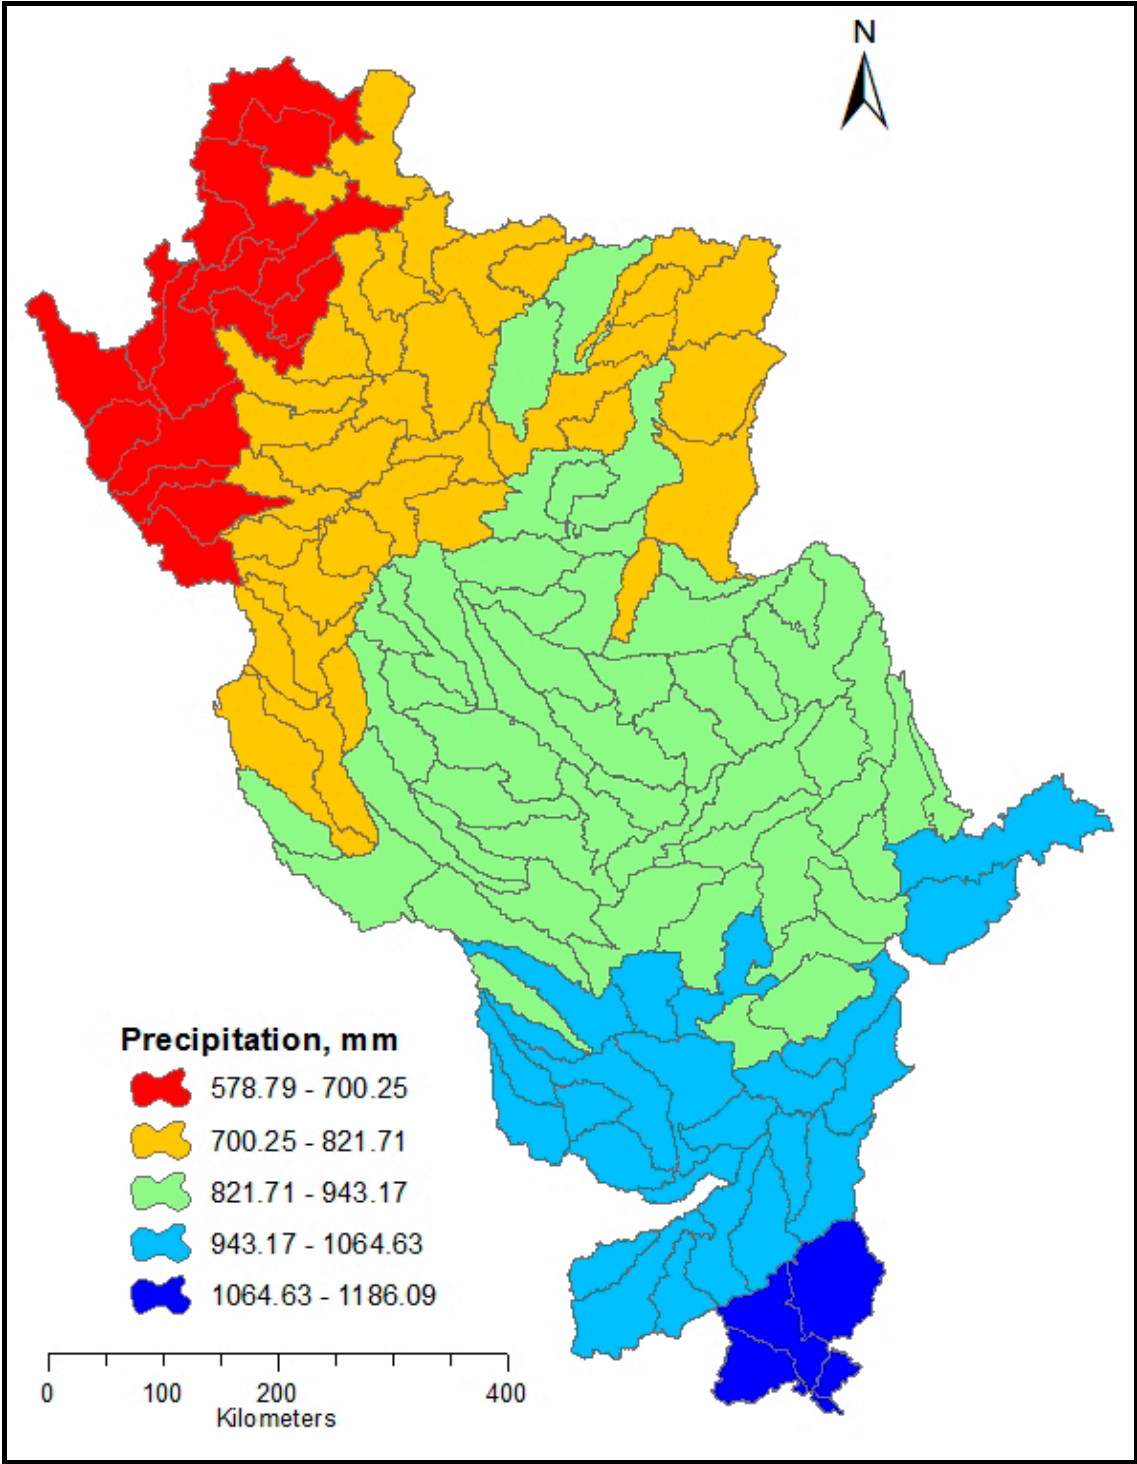 N
Precipitation, mm
578.79 - 700.25
700.25 - 821.71
821.71 - 943.17
943.17 - 1064.63
1064.63 - 1186.09
0 100 200 400
Kilometers